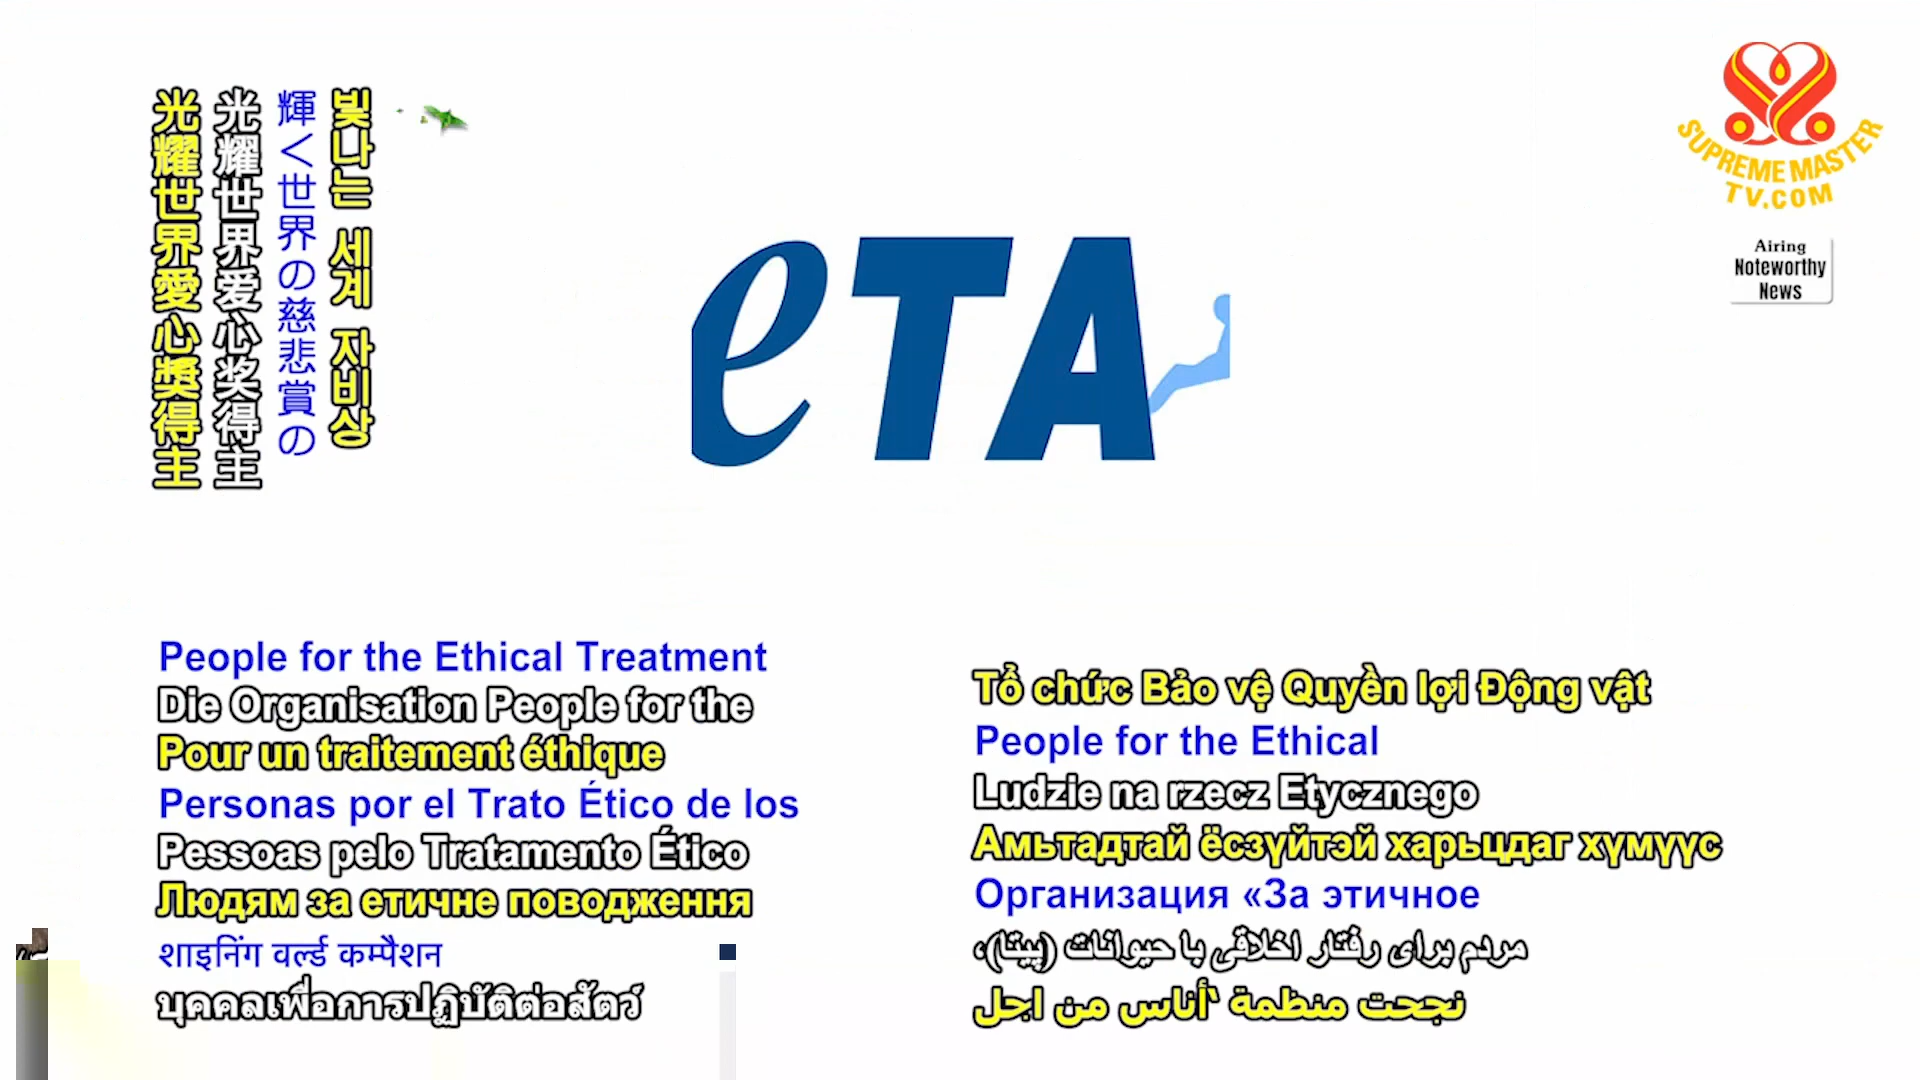 光耀世界愛心獎得主
光耀世界爱心奖得主
輝く世界の慈悲賞の
빛나는 세계 자비상
eTA
SUPREME MASTER
TV.COM
Airing
Noteworthy
News
People for the Ethical Treatment
Die Organisation People for the
Pour un traitement éthique
Personas por el Trato Ético de los
Pessoas pelo Tratamento Ético
Людям за етичне поводження
शाइनिंग वर्ल्ड कम्पैशन
บุคคลเพื่อการปฏิบัติต่อสัตว์
Tổ chức Bảo vệ Quyền lợi Động vật
People for the Ethical
Ludzie na rzecz Etycznego
Амьтадтай ёсзүйтэй харьцдаг хүмүүс
Организация «За этичное
مردم برای رفتار اخلاقی با حیوانات (پیتا)،
نجحت منظمة ‘أناس من اجل